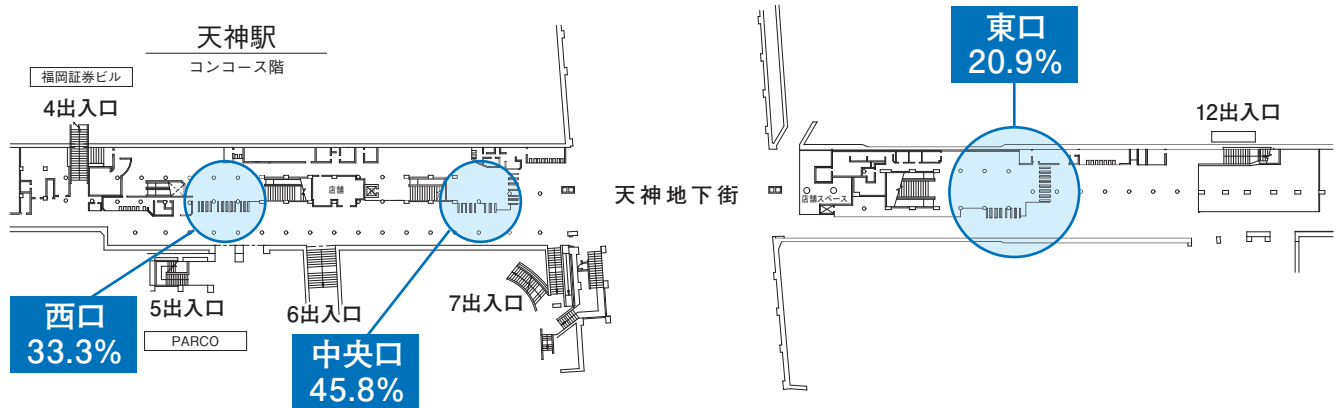 天神駅
コンコース階
福岡証券ビル
4出入口
店舗
天神地下街
店舗スペース
東口
20.9%
12出入口
西口
33.3%
5出入口
PARCO
6出入口
中央口
45.8%
7出入口